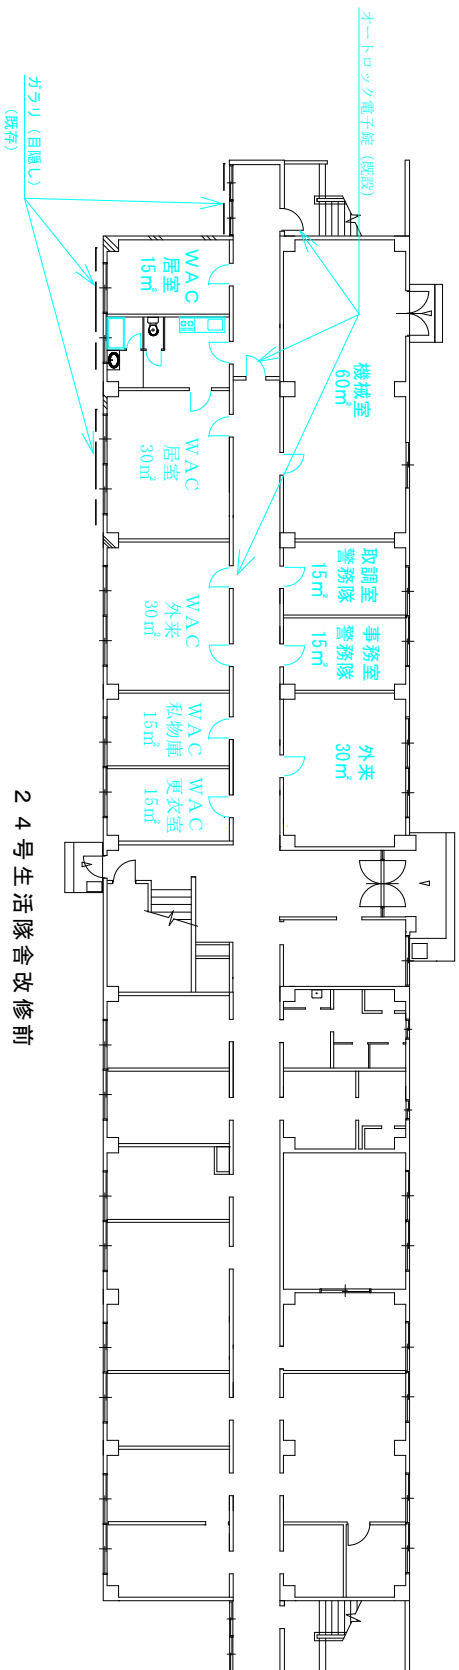 オートロック電子錠（既設）
ガラリ（目隠し）
（既存）
機械室
60㎡
取調室
警務隊
15㎡
事務室
警務隊
15㎡
外来
30㎡
WAC
居室
15㎡
WAC
居室
30㎡
WAC
外来
30㎡
WAC
私物庫
15㎡
WAC
更衣室
15㎡
２４号生活隊舎改修前